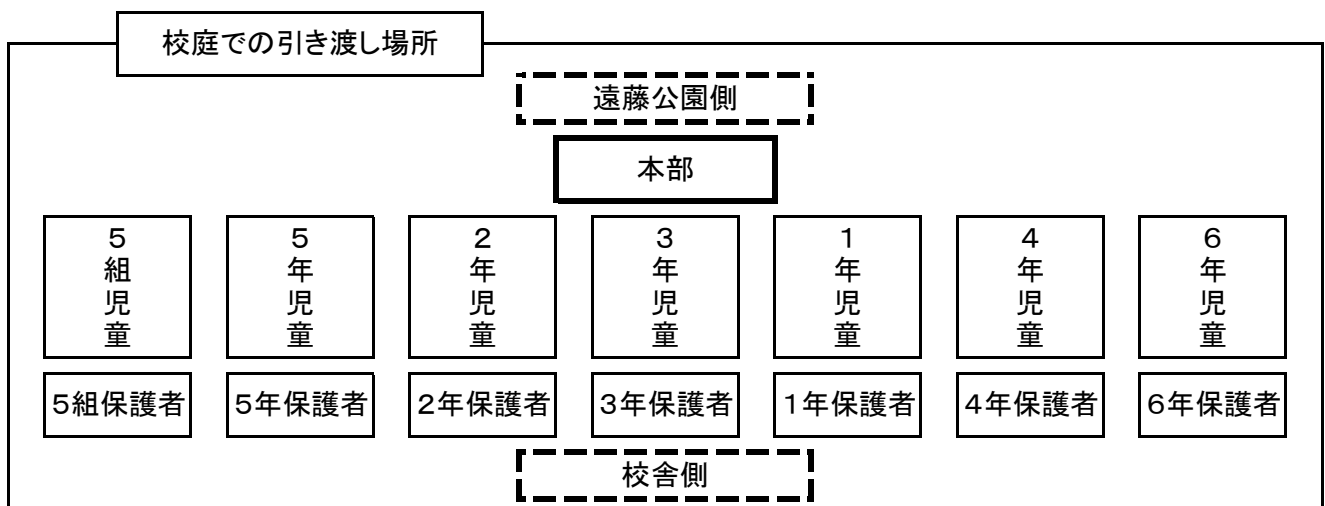 校庭での引き渡し場所
遠藤公園側
本部
５組児童
５年児童
２年児童
３年児童
１年児童
４年児童
６年児童
５組保護者
５年保護者
２年保護者
３年保護者
１年保護者
４年保護者
６年保護者
校舎側